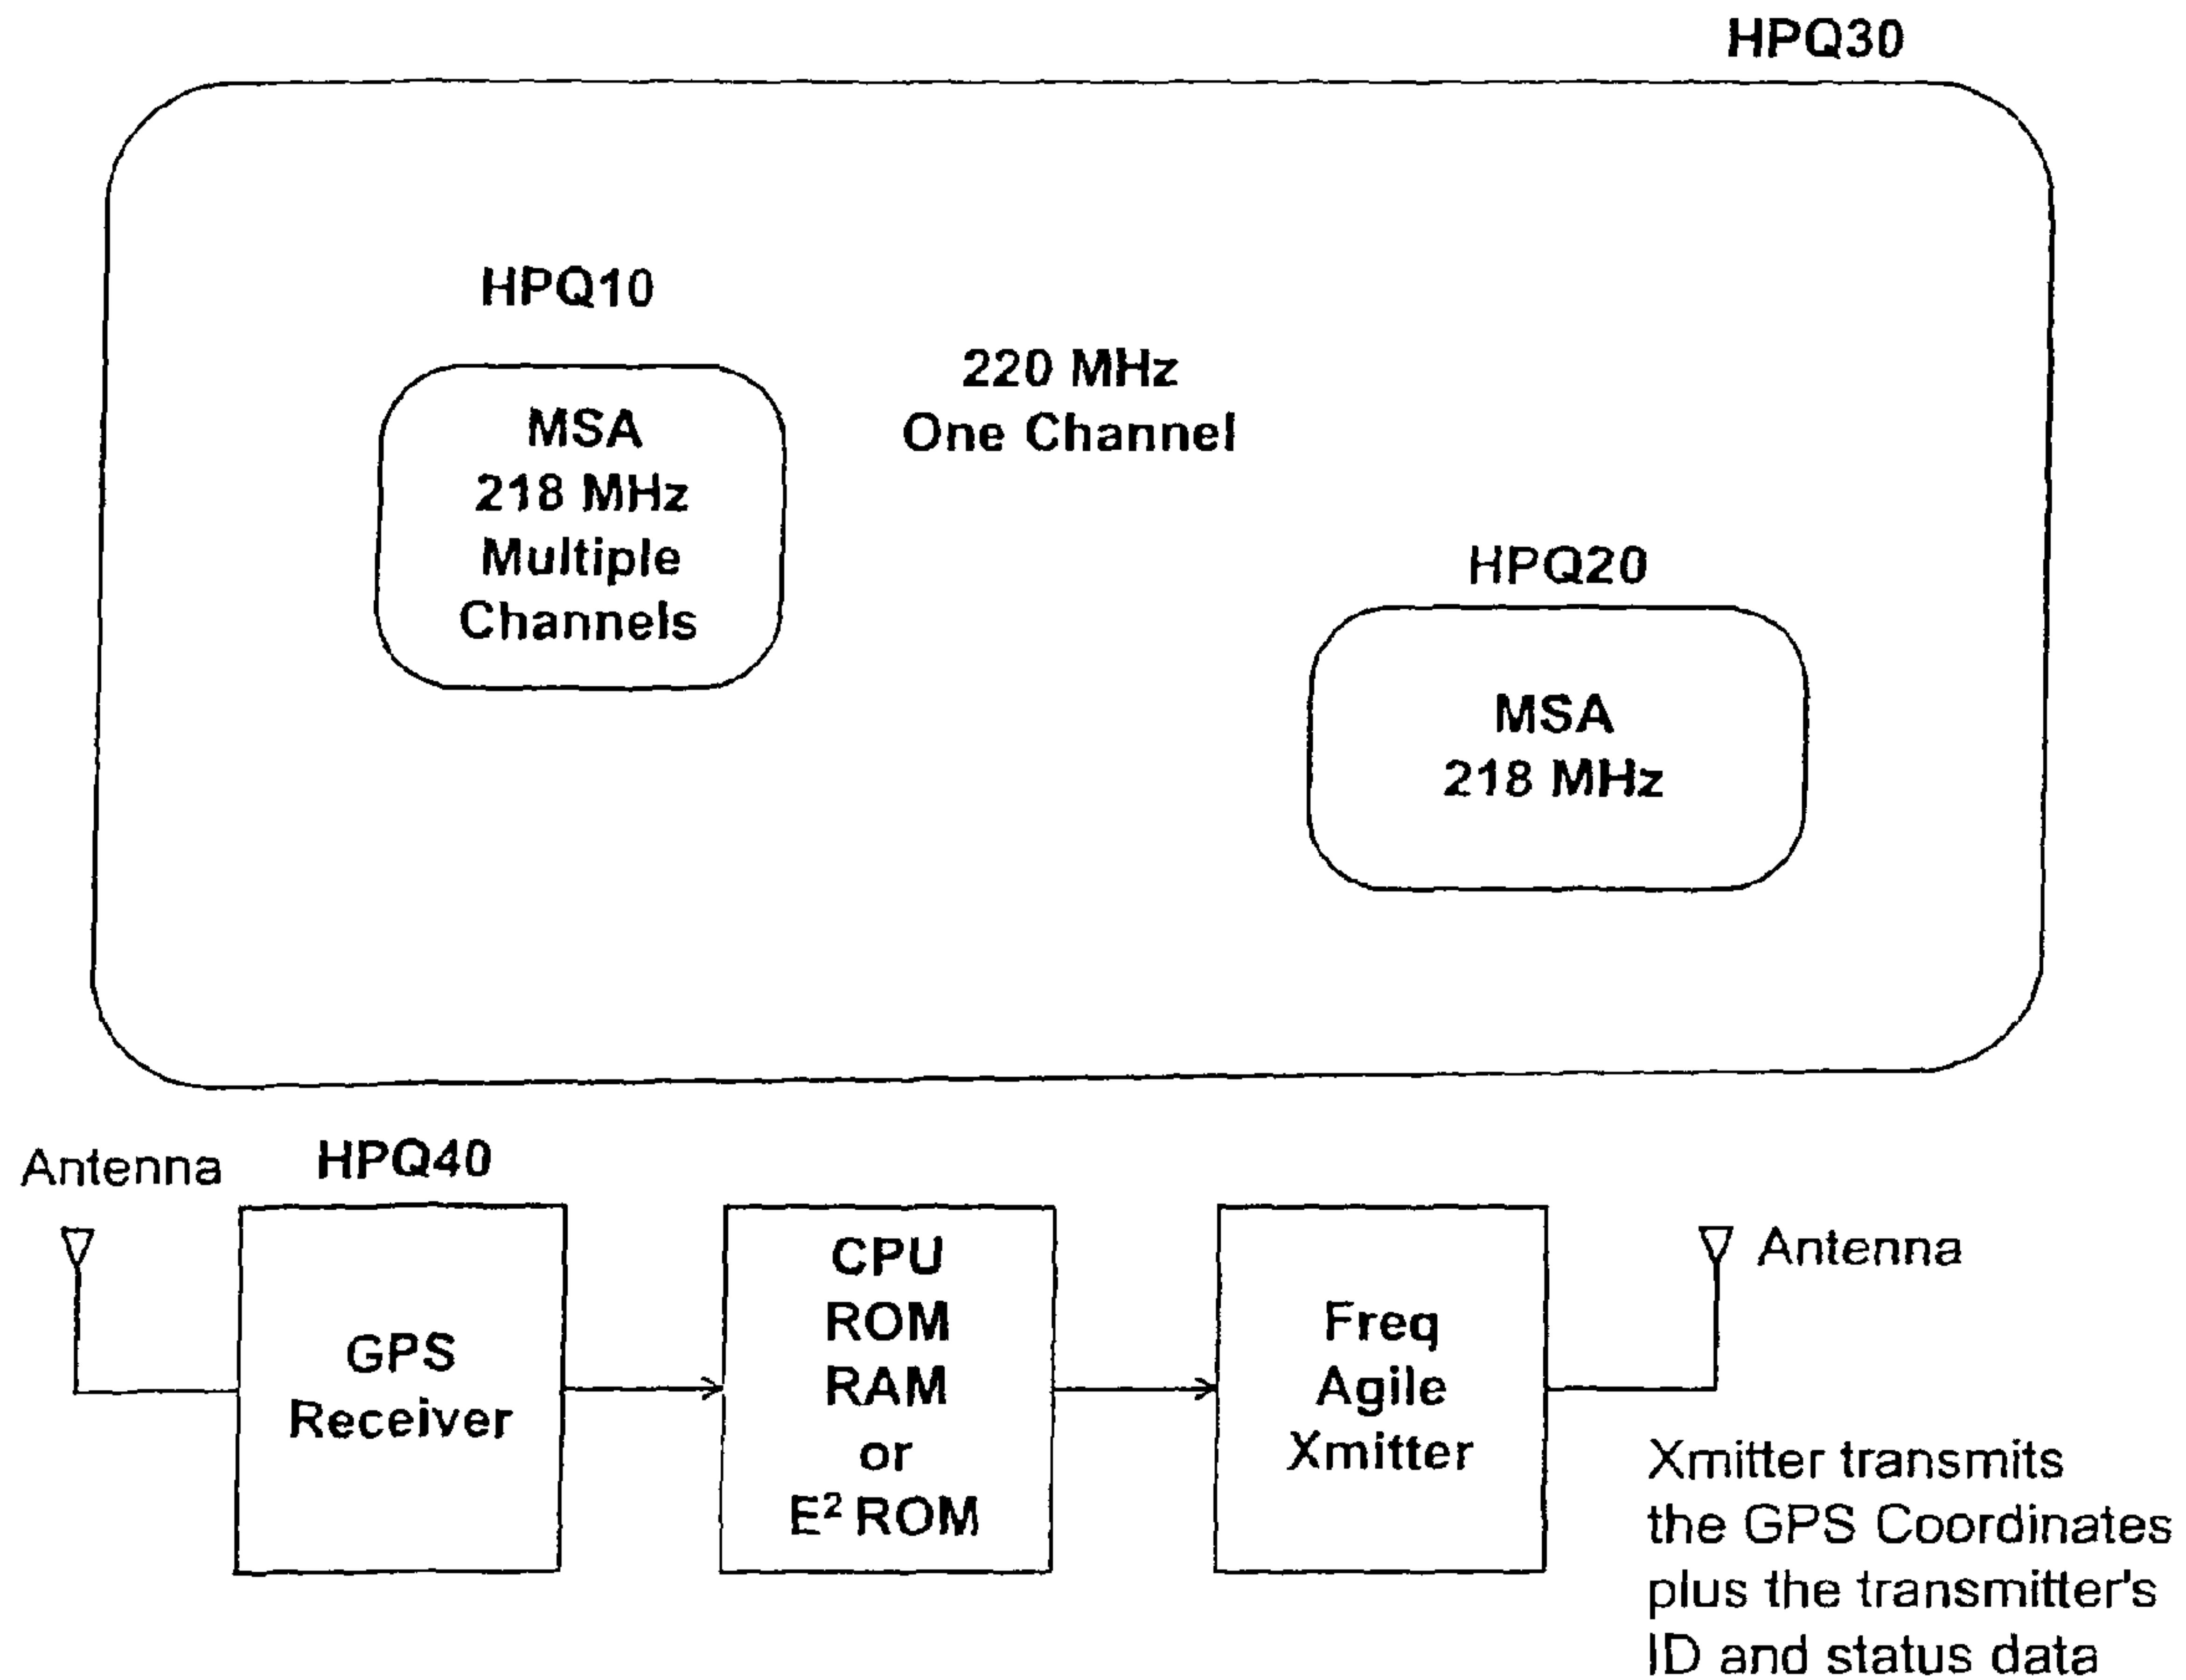 HPQ30
HPQ10
220 MHz
One Channel
MSA
218 MHz
Multiple
Channels
HPQ20
MSA
218 MHz
Antenna
HPQ40
GPS
Receiver
CPU
ROM
RAM
or
E² ROM
Freq
Agile
Xmitter
Antenna
Xmitter transmits
the GPS Coordinates
plus the transmitter's
ID and status data